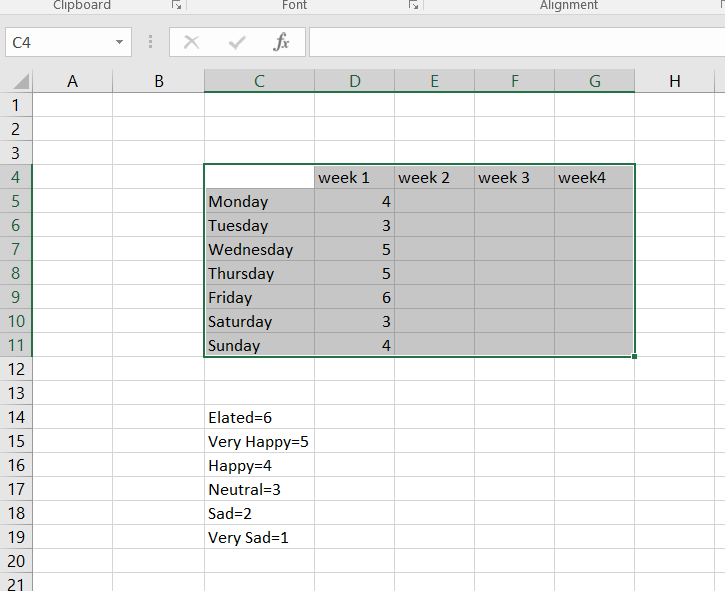 Clipboard Font Alignment
C4 fx
A B C D E F G H
1
2
3
4 week 1 week 2 week 3 week4
5 Monday 4
6 Tuesday 3
7 Wednesday 5
8 Thursday 5
9 Friday 6
10 Saturday 3
11 Sunday 4
12
13
14 Elated=6
15 Very Happy=5
16 Happy=4
17 Neutral=3
18 Sad=2
19 Very Sad=1
20
21